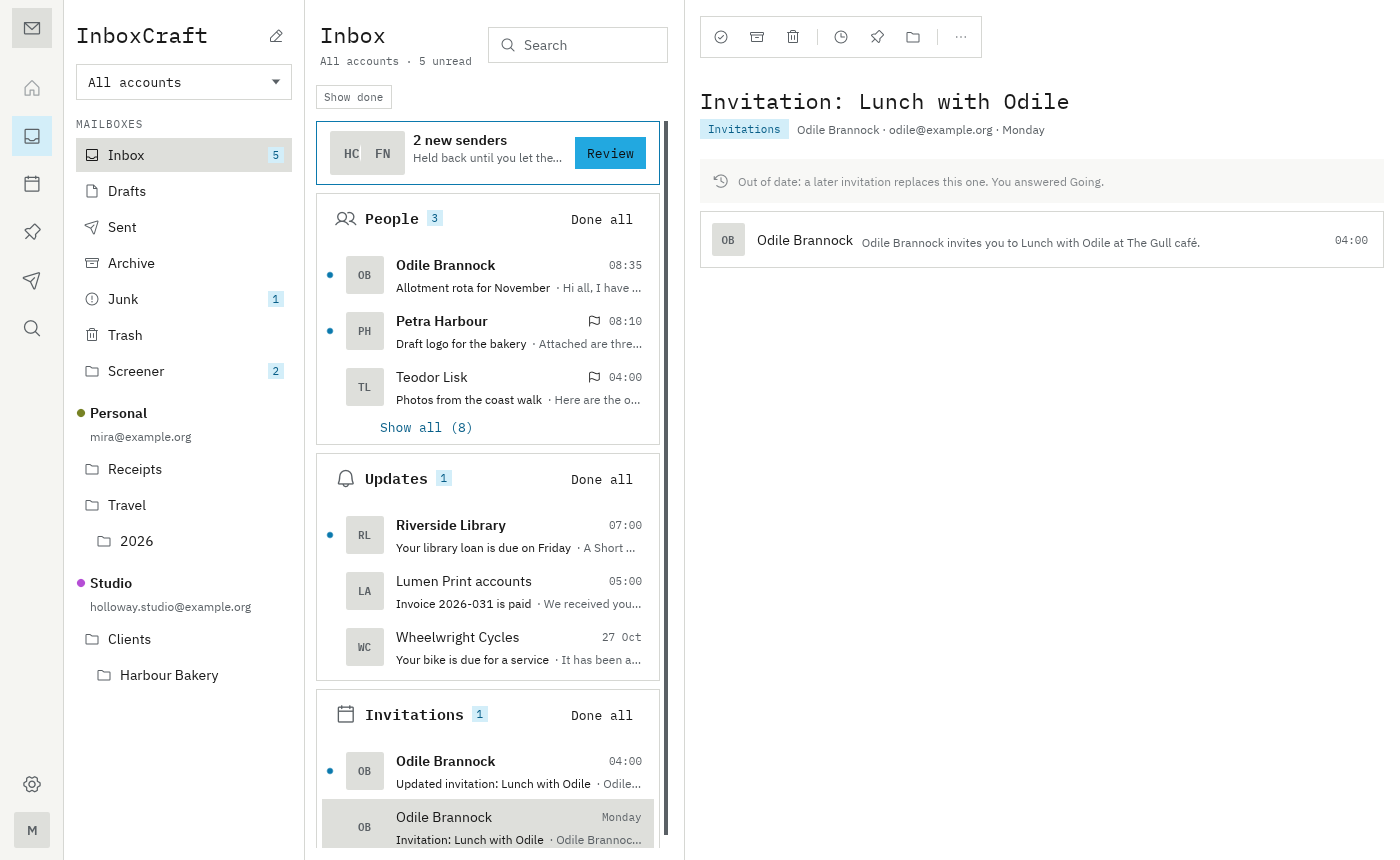 InboxCraft
All accounts
MAILBOXES
Inbox 5
Drafts
Sent
Archive
Junk 1
Trash
Screener 2
Personal
mira@example.org
Receipts
Travel
2026
Studio
holloway.studio@example.org
Clients
Harbour Bakery
M
Inbox
All accounts · 5 unread
Search
Show done
HC FN
2 new senders
Held back until you let the…
Review
People 3 Done all
OB Odile Brannock 08:35
Allotment rota for November · Hi all, I have …
PH Petra Harbour 08:10
Draft logo for the bakery · Attached are thre…
TL Teodor Lisk 04:00
Photos from the coast walk · Here are the o…
Show all (8)
Updates 1 Done all
RL Riverside Library 07:00
Your library loan is due on Friday · A Short …
LA Lumen Print accounts 05:00
Invoice 2026-031 is paid · We received you…
WC Wheelwright Cycles 27 Oct
Your bike is due for a service · It has been a…
Invitations 1 Done all
OB Odile Brannock 04:00
Updated invitation: Lunch with Odile · Odile…
OB Odile Brannock Monday
Invitation: Lunch with Odile · Odile Brannoc…
Invitation: Lunch with Odile
Invitations Odile Brannock · odile@example.org · Monday
Out of date: a later invitation replaces this one. You answered Going.
OB Odile Brannock Odile Brannock invites you to Lunch with Odile at The Gull café. 04:00